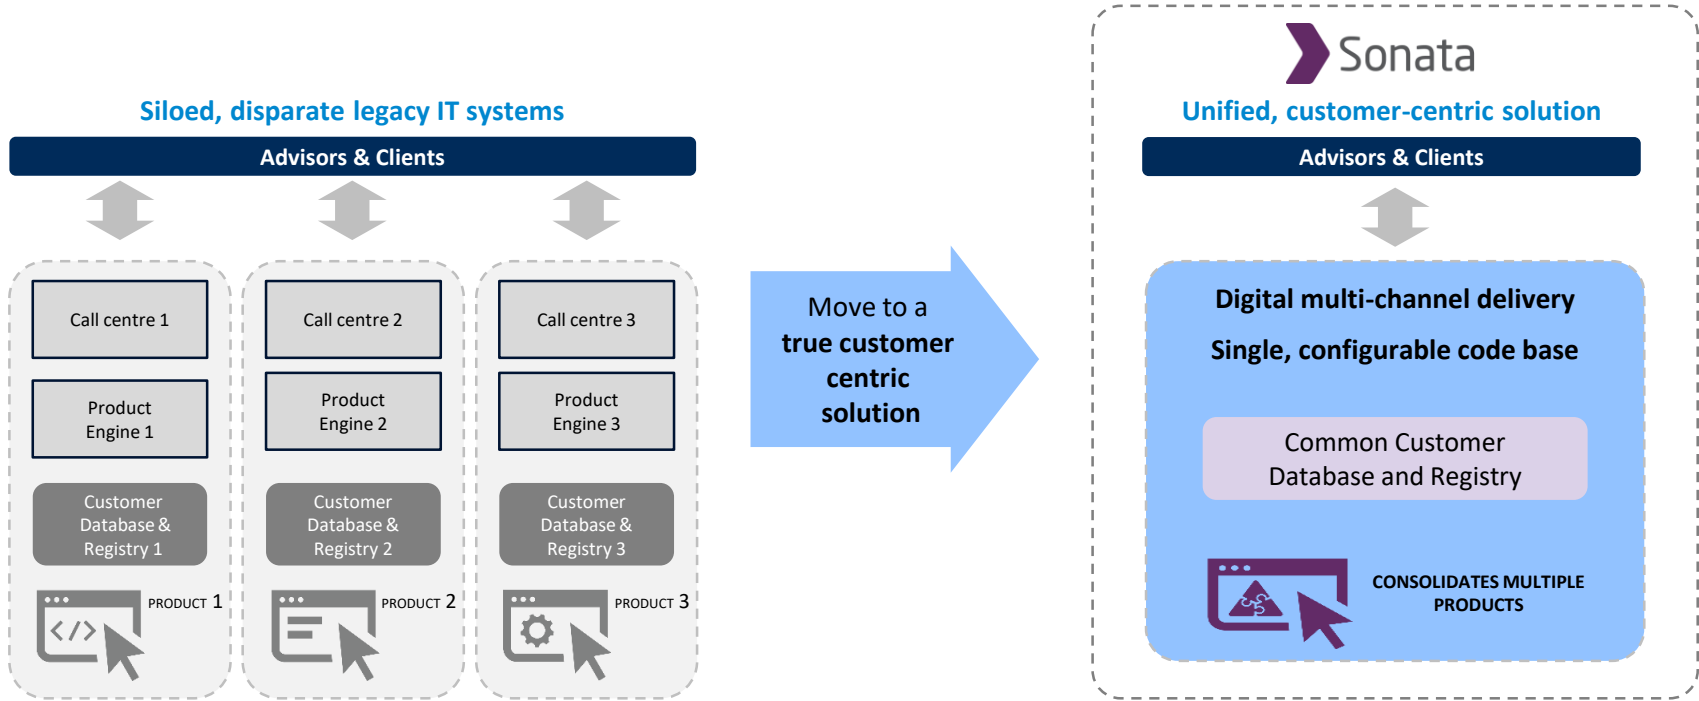 Siloed, disparate legacy IT systems
Advisors & Clients
Call centre 1
Product
Engine 1
Customer
Database &
Registry 1
</>
PRODUCT 1
Call centre 2
Product
Engine 2
Customer
Database &
Registry 2
PRODUCT 2
Call centre 3
Product
Engine 3
Customer
Database &
Registry 3
PRODUCT 3
Move to a
true customer
centric
solution
Sonata
Unified, customer-centric solution
Advisors & Clients
Digital multi-channel delivery
Single, configurable code base
Common Customer
Database and Registry
CONSOLIDATES MULTIPLE
PRODUCTS